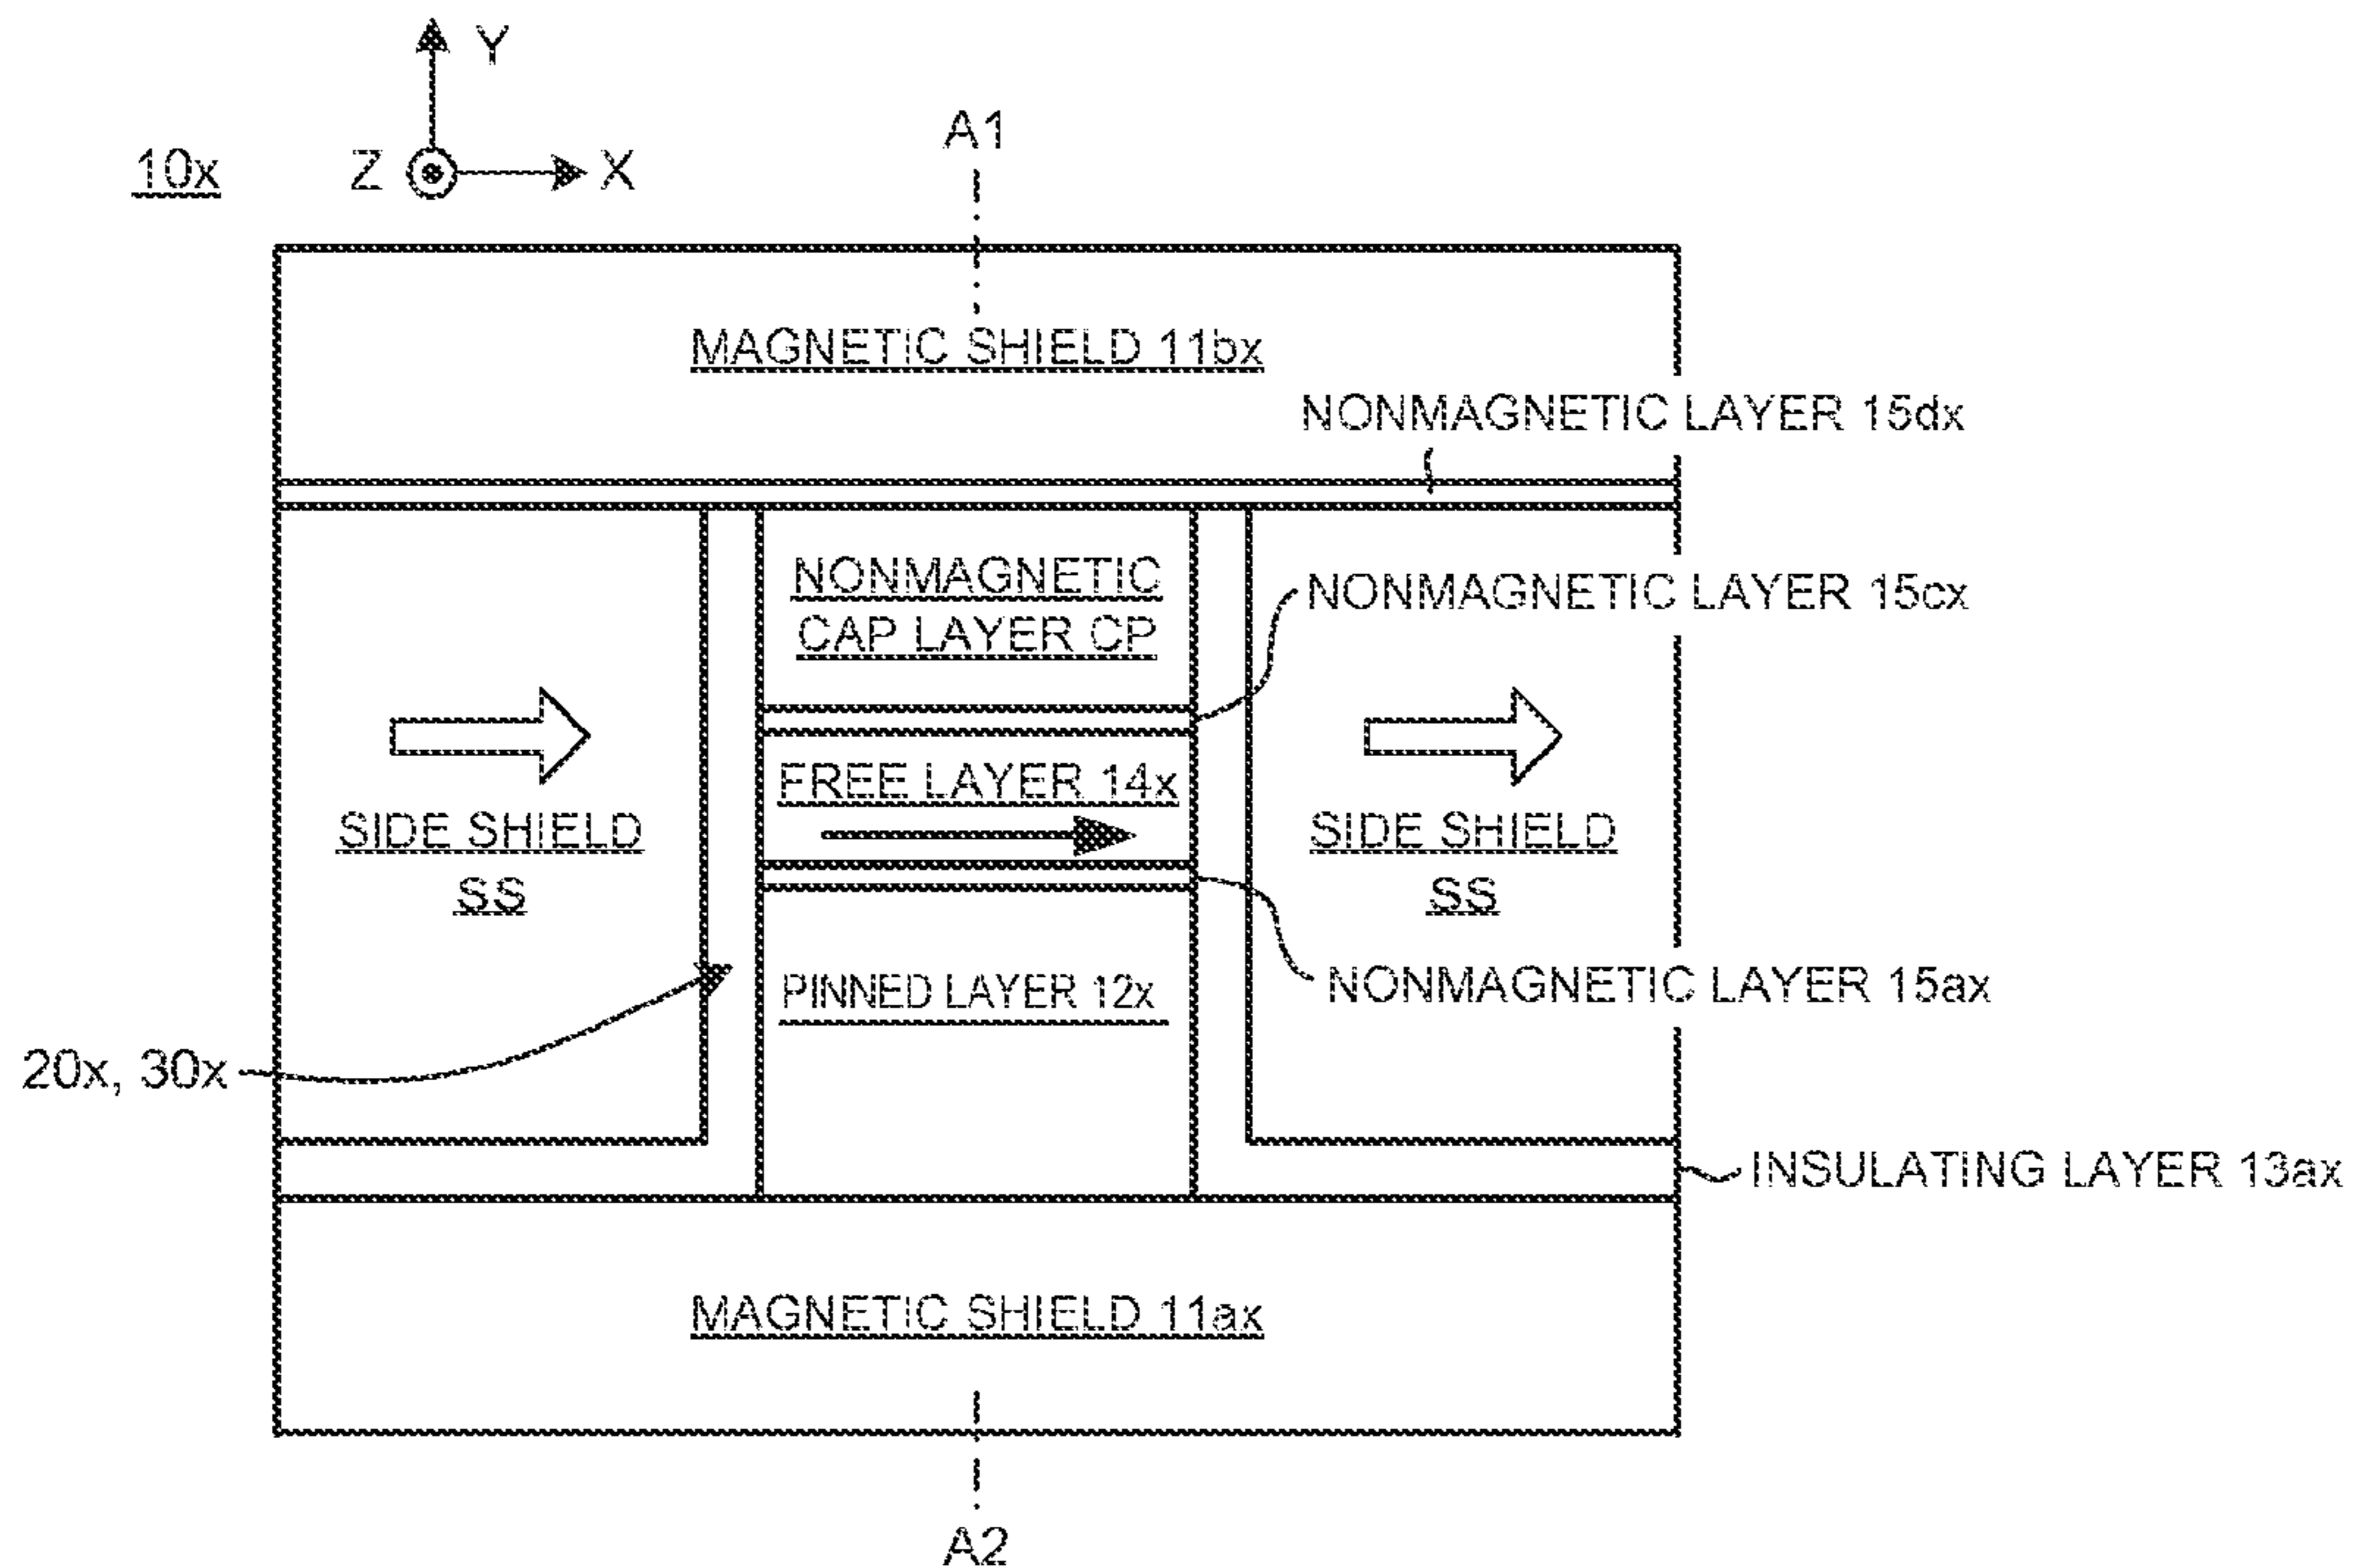 Y
10x
Z
X
A1
MAGNETIC SHIELD 11bx
NONMAGNETIC LAYER 15dx
NONMAGNETIC
CAP LAYER CP
NONMAGNETIC LAYER 15cx
FREE LAYER 14x
SIDE SHIELD
SS
SIDE SHIELD
SS
PINNED LAYER 12x
NONMAGNETIC LAYER 15ax
20x, 30x
INSULATING LAYER 13ax
MAGNETIC SHIELD 11ax
A2